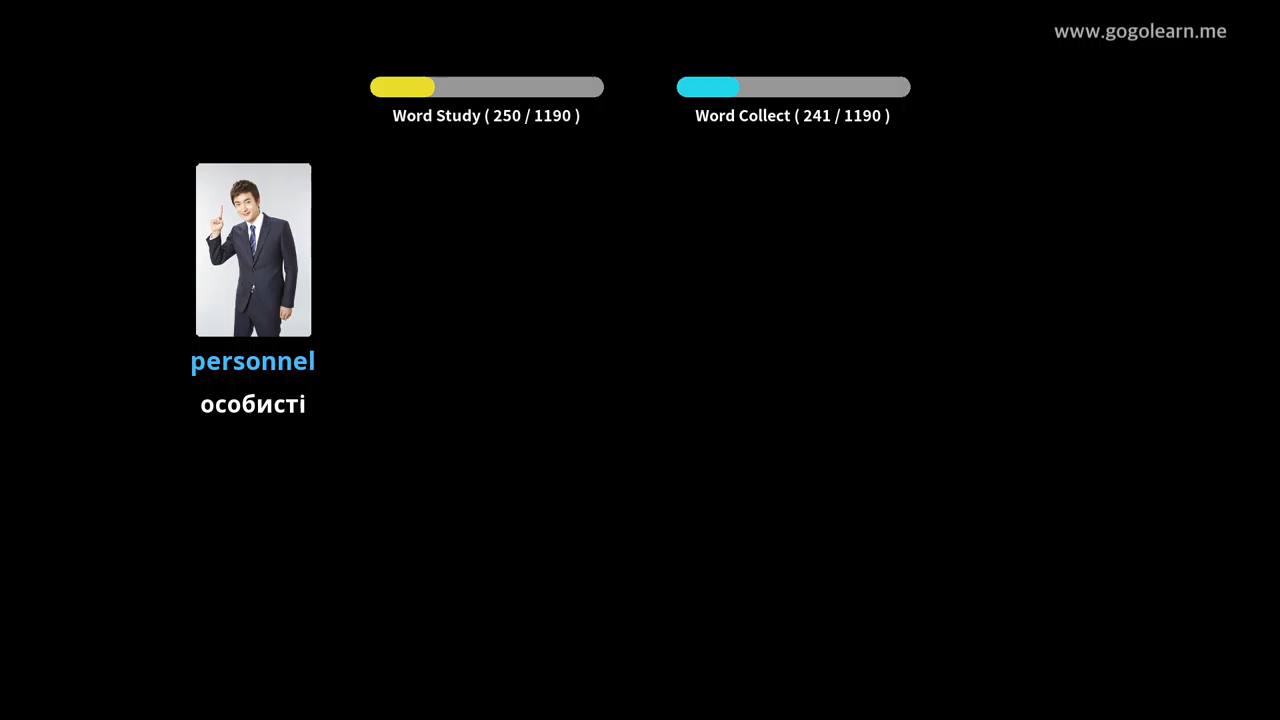 www.gogolearn.me
Word Study ( 250 / 1190 )
Word Collect ( 241 / 1190 )
personnel
особисті